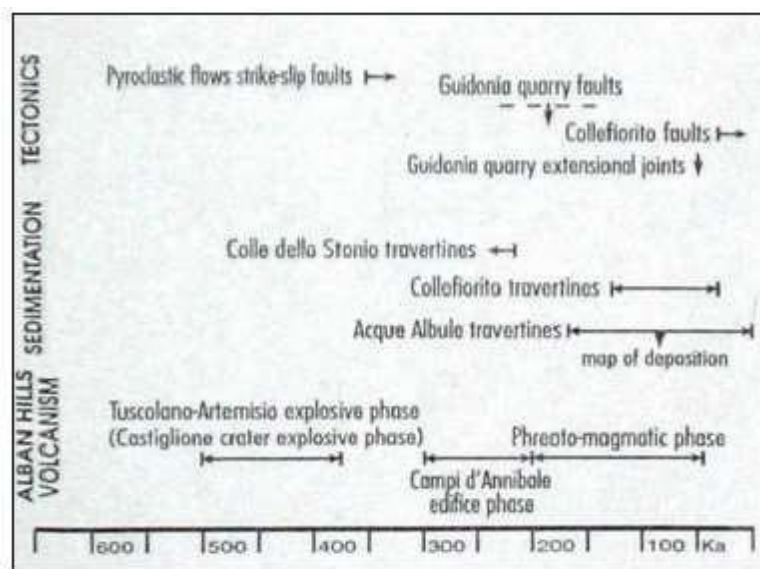 TECTONICS
Pyroclastic flows strike-slip faults
Guidonia quarry faults
Collefiorito faults
Guidonia quarry extensional joints
SEDIMENTATION
Colle della Stonio travertines
Collefiorito travertines
Acque Albule travertines
map of deposition
ALBAN HILLS
VOLCANISM
Tuscolano-Artemisio explosive phase
(Castiglione crater explosive phase)
Phreato-magmatic phase
Campi d'Annibale
edifice phase
600 500 400 300 200 100 Ka